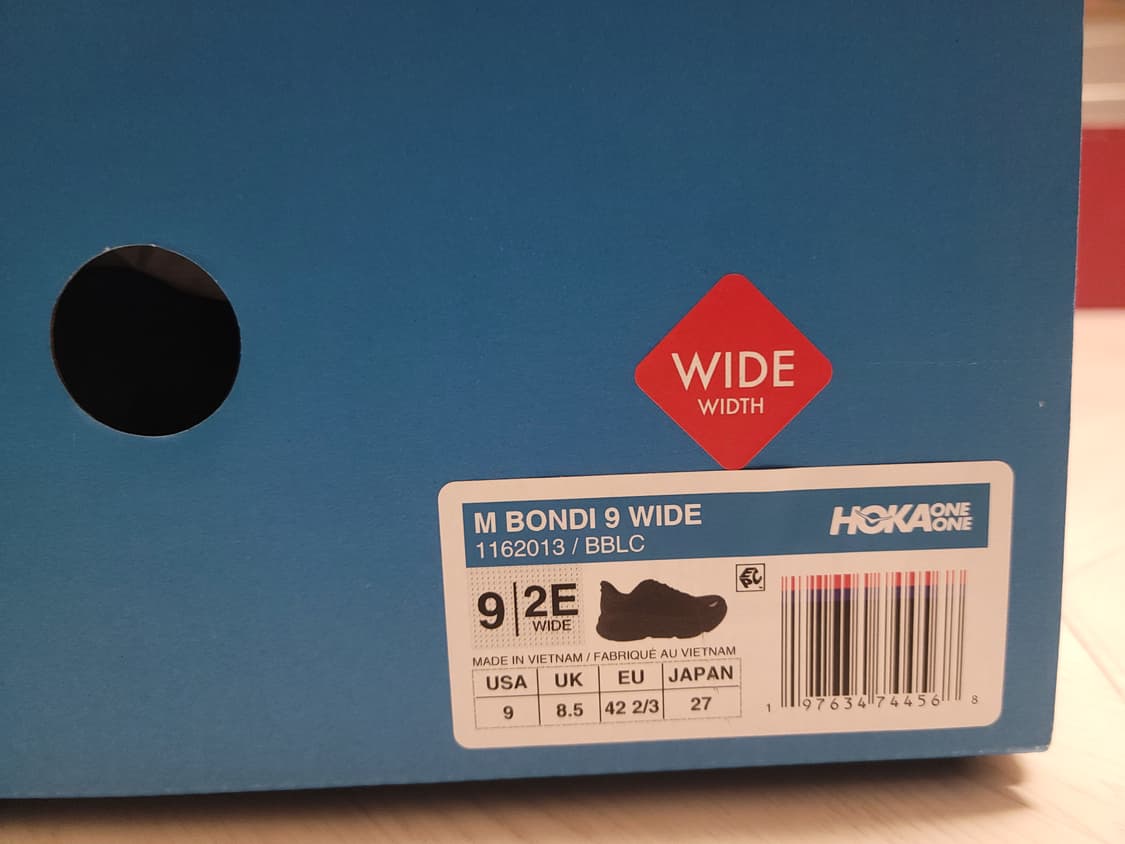 WIDE
WIDTH
M BONDI 9 WIDE
1162013 / BBLC
HOKA ONE ONE
9 2E
WIDE
MADE IN VIETNAM / FABRIQUÉ AU VIETNAM
USA UK EU JAPAN
9 8.5 42 2/3 27
1 97634 74456 8